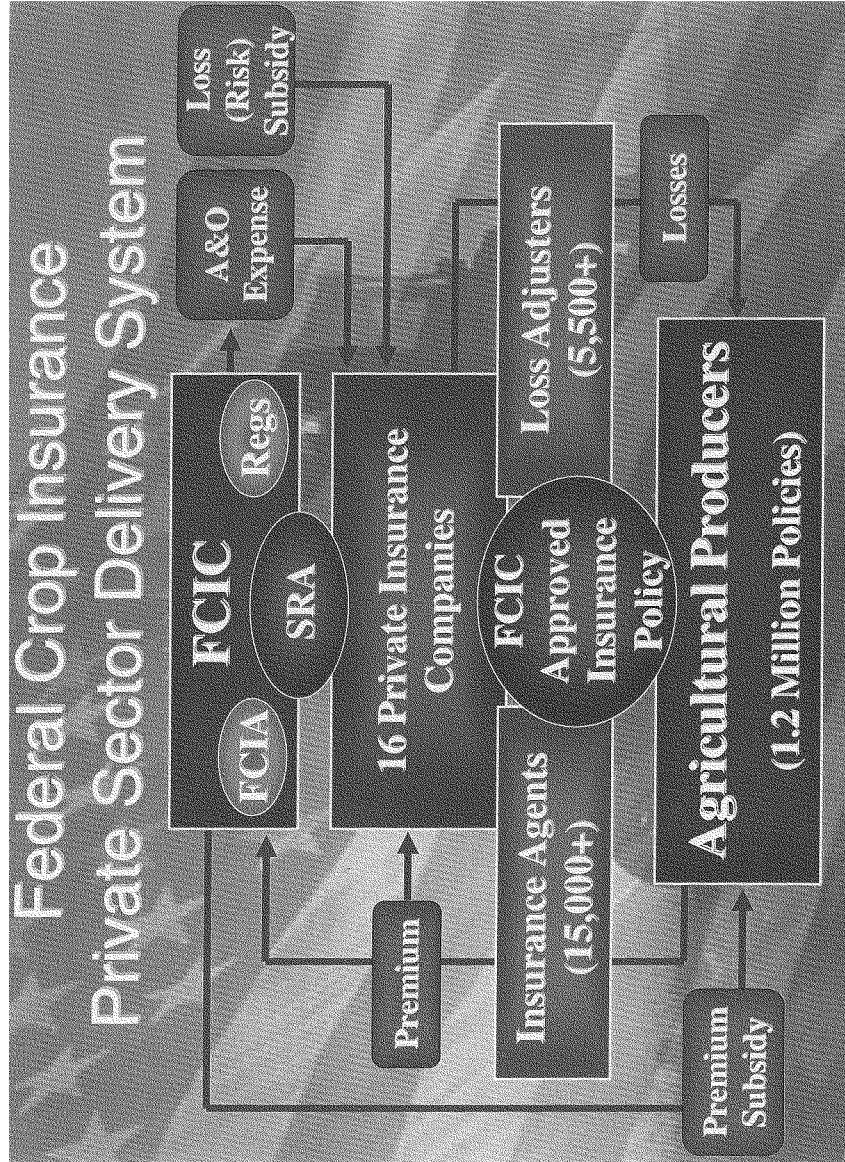 Federal Crop Insurance
Private Sector Delivery System
FCIC
FCIA
SRA
Regs
A&O
Expense
Loss
(Risk)
Subsidy
Premium
16 Private Insurance
Companies
Insurance Agents
(15,000+)
FCIC
Approved
Insurance
Policy
Loss Adjusters
(5,500+)
Premium
Subsidy
Agricultural Producers
(1.2 Million Policies)
Losses